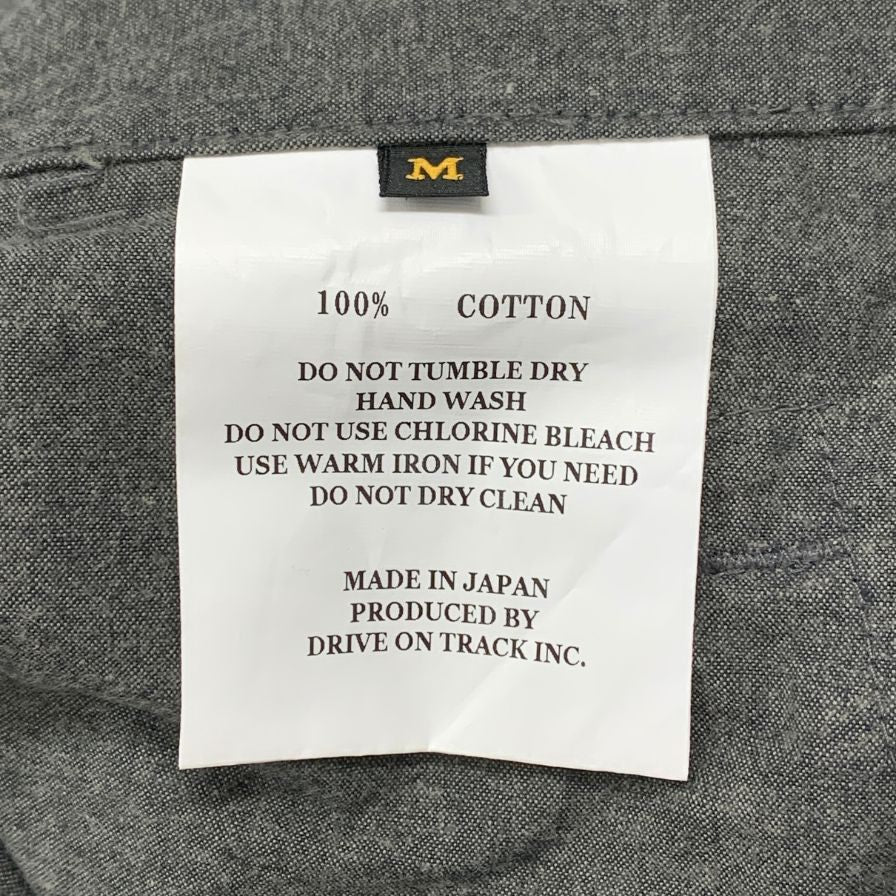 M
100% COTTON
DO NOT TUMBLE DRY
HAND WASH
DO NOT USE CHLORINE BLEACH
USE WARM IRON IF YOU NEED
DO NOT DRY CLEAN
MADE IN JAPAN
PRODUCED BY
DRIVE ON TRACK INC.